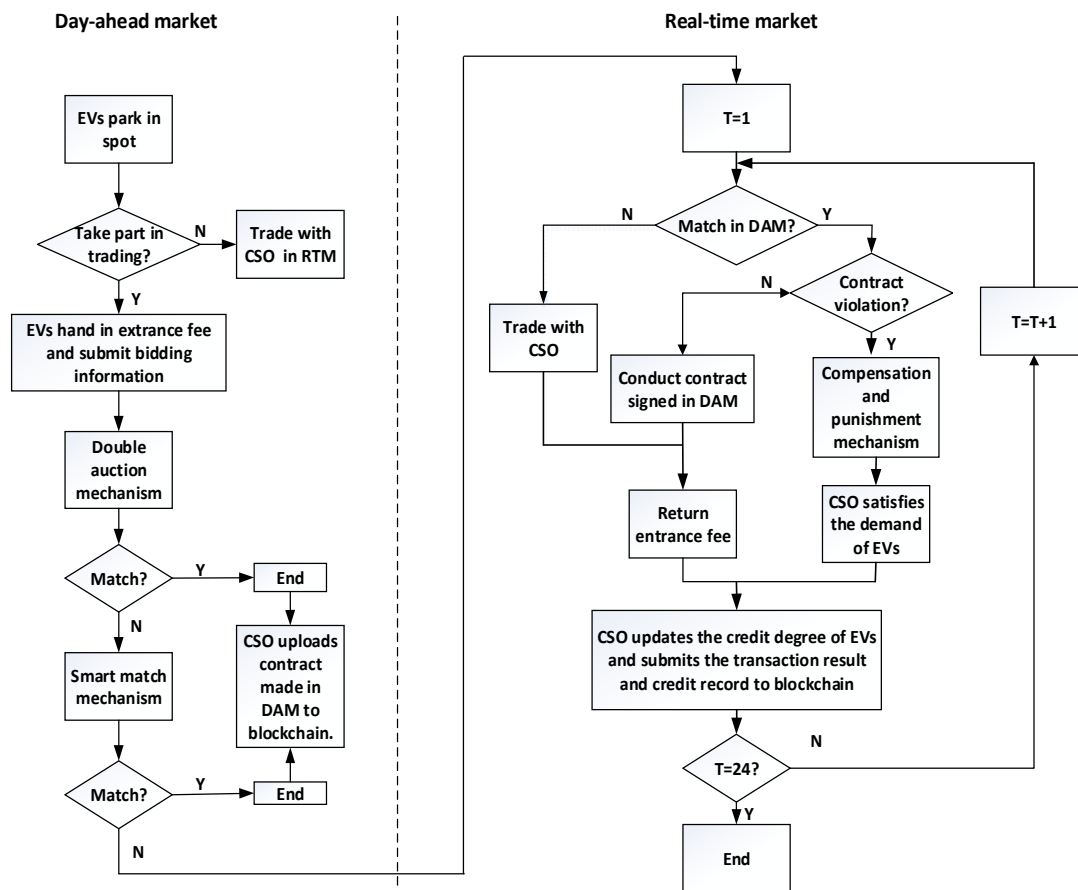 Day-ahead market
EVs park in
spot
Take part in
trading?
N
Trade with
CSO in RTM
Y
EVs hand in extrance fee
and submit bidding
information
Double
auction
mechanism
Match?
Y
End
N
CSO uploads
contract
made in
DAM to
blockchain.
Smart match
mechanism
Match?
Y
End
N
Real-time market
T=1
N
Match in DAM?
Y
N
Contract
violation?
T=T+1
Trade with
CSO
Y
Conduct contract
signed in DAM
Compensation
and
punishment
mechanism
Return
entrance fee
CSO satisfies
the demand
of EVs
CSO updates the credit degree of EVs
and submits the transaction result
and credit record to blockchain
T=24?
N
Y
End